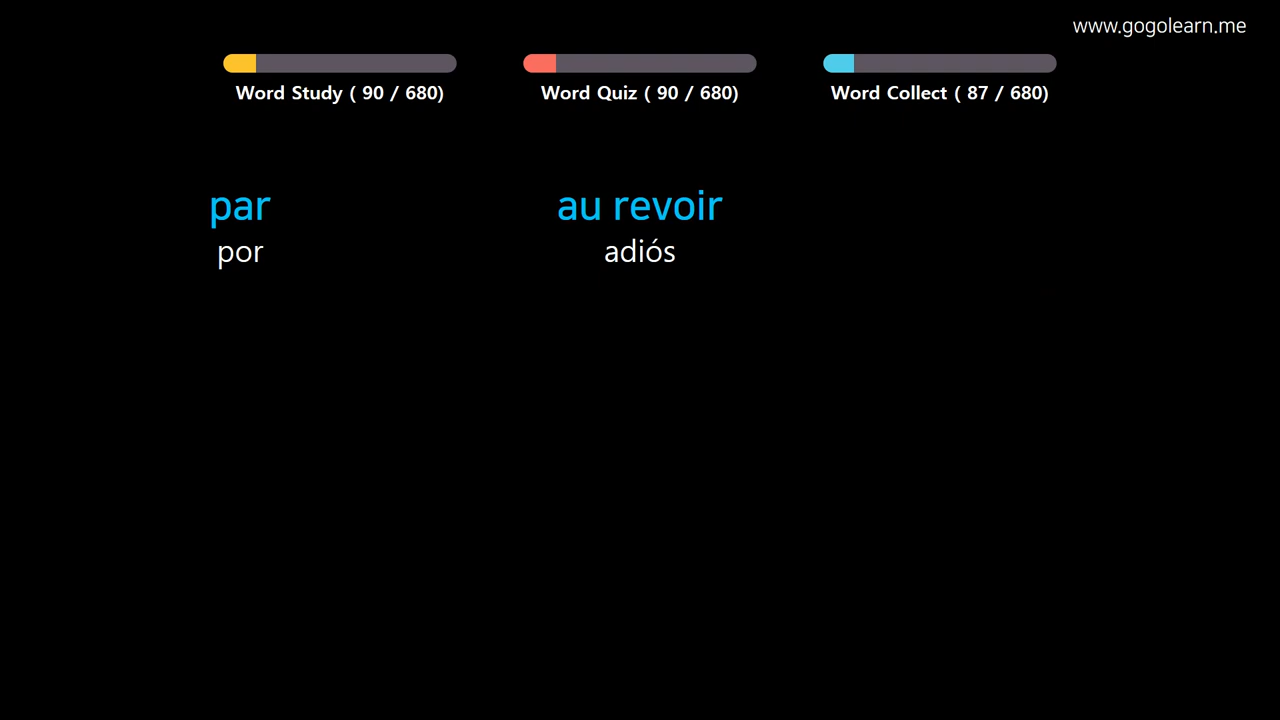 www.gogolearn.me
Word Study ( 90 / 680)
Word Quiz ( 90 / 680)
Word Collect ( 87 / 680)
par
por
au revoir
adiós